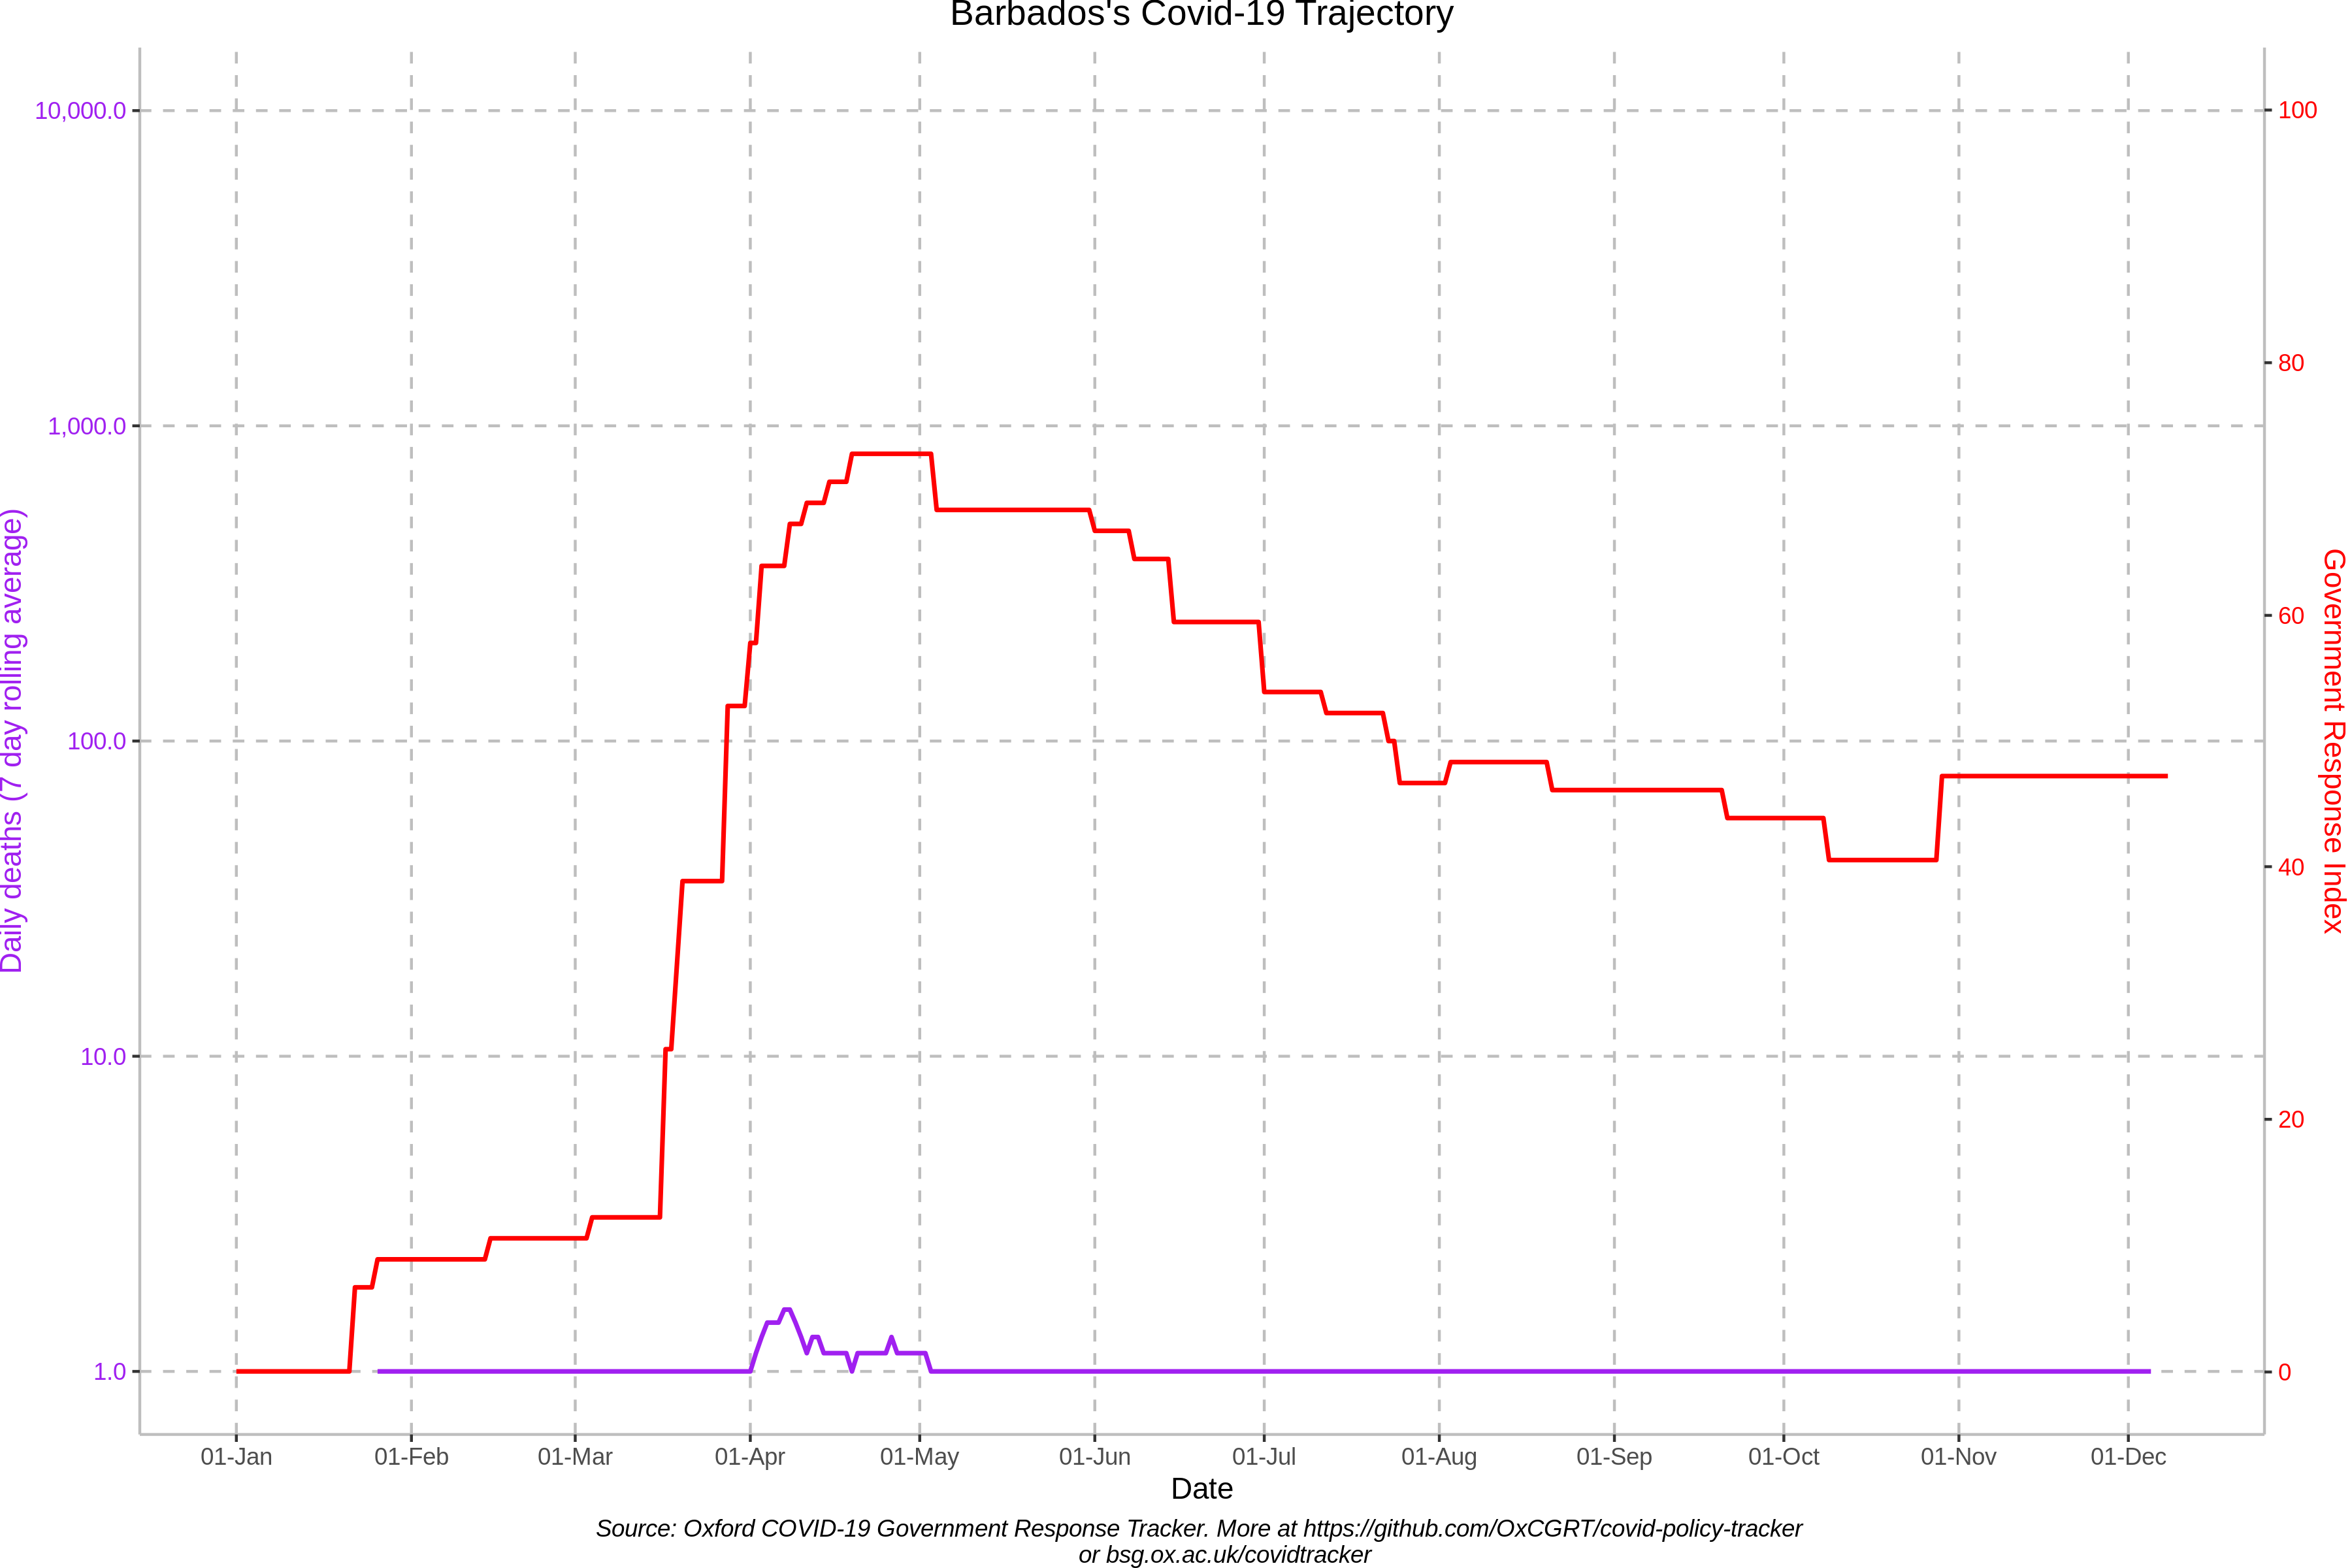 Barbados's Covid-19 Trajectory
10,000.0
1,000.0
100.0
10.0
1.0
Daily deaths (7 day rolling average)
100
80
60
40
20
0
Government Response Index
01-Jan 01-Feb 01-Mar 01-Apr 01-May 01-Jun 01-Jul 01-Aug 01-Sep 01-Oct 01-Nov 01-Dec
Date
Source: Oxford COVID-19 Government Response Tracker. More at https://github.com/OxCGRT/covid-policy-tracker
or bsg.ox.ac.uk/covidtracker